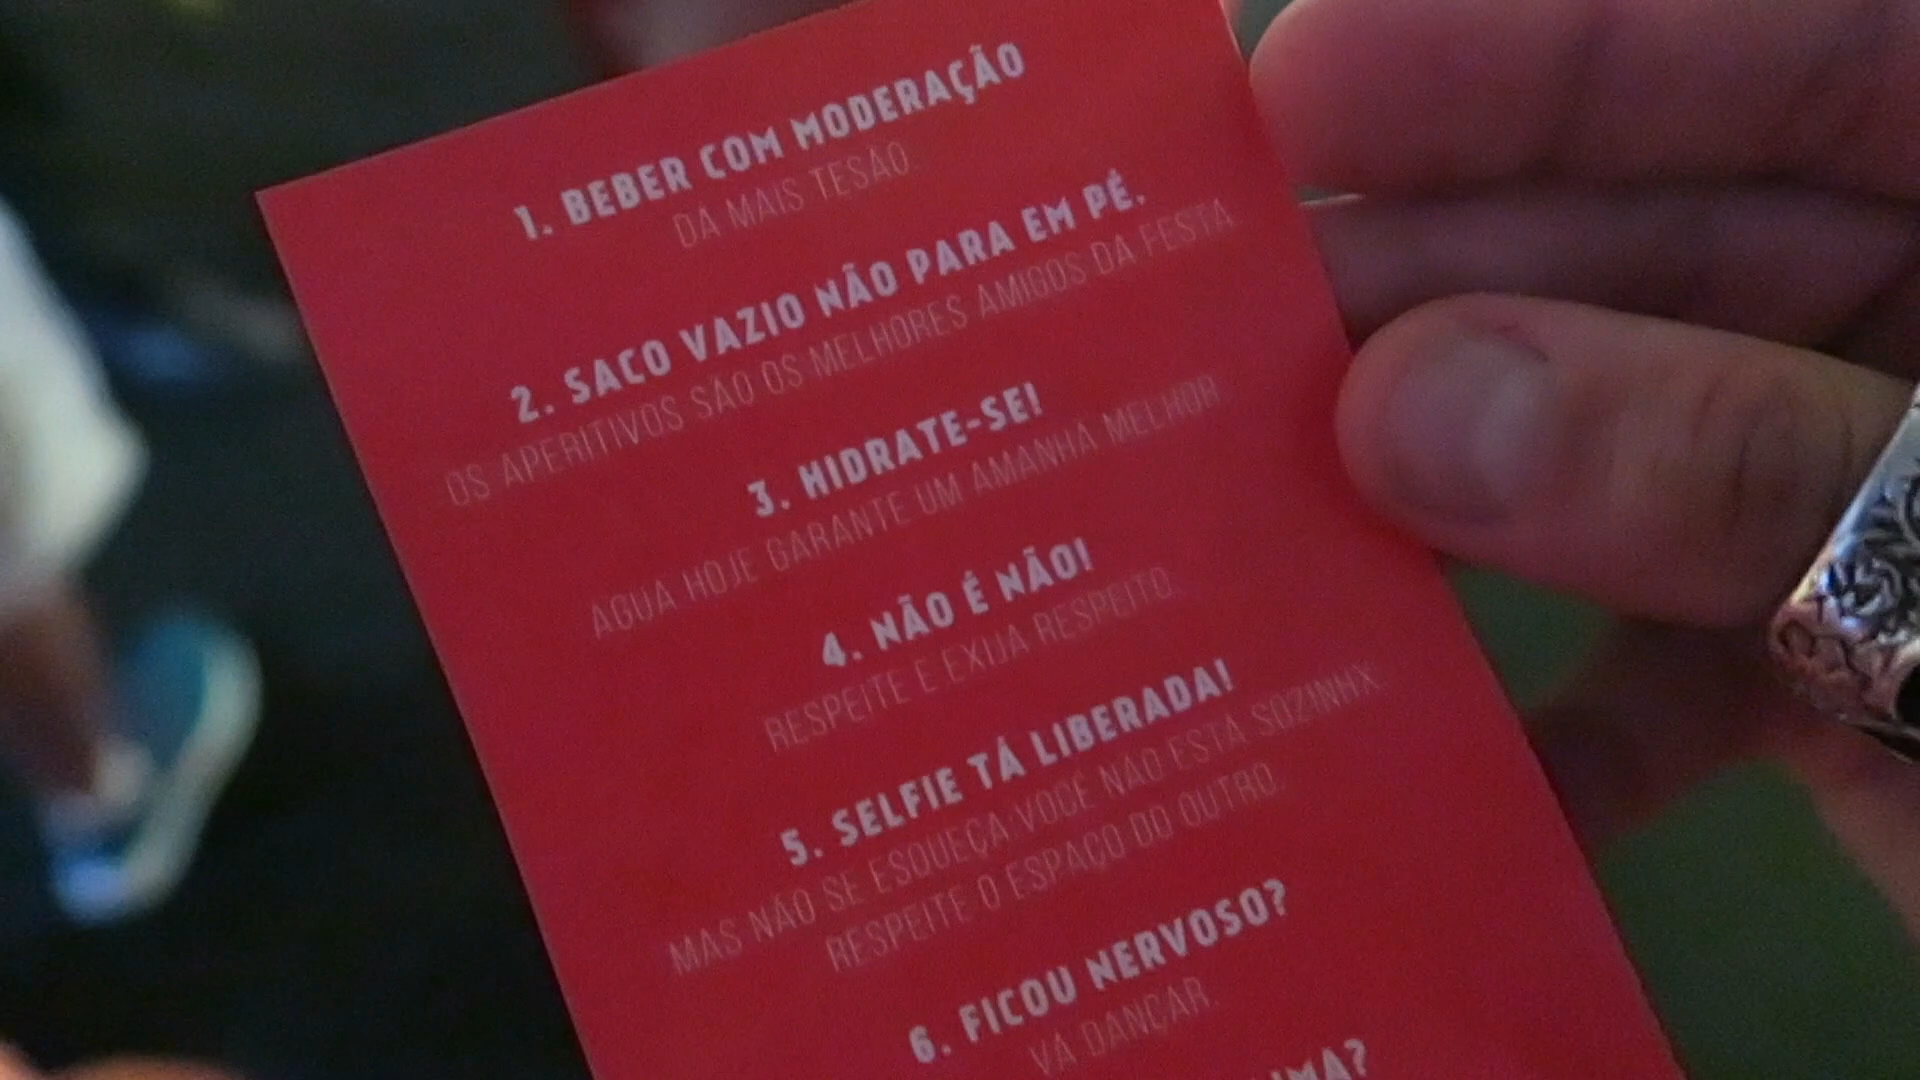 1. BEBER COM MODERAÇÃO
DÁ MAIS TESÃO.
2. SACO VAZIO NÃO PARA EM PÉ.
OS APERITIVOS SÃO OS MELHORES AMIGOS DA FESTA.
3. HIDRATE-SE!
ÁGUA HOJE GARANTE UM AMANHÃ MELHOR.
4. NÃO É NÃO!
RESPEITE E EXIJA RESPEITO.
5. SELFIE TÁ LIBERADA!
MAS NÃO SE ESQUEÇA: VOCÊ NÃO ESTÁ SOZINHX.
RESPEITE O ESPAÇO DO OUTRO.
6. FICOU NERVOSO?
VÁ DANÇAR.